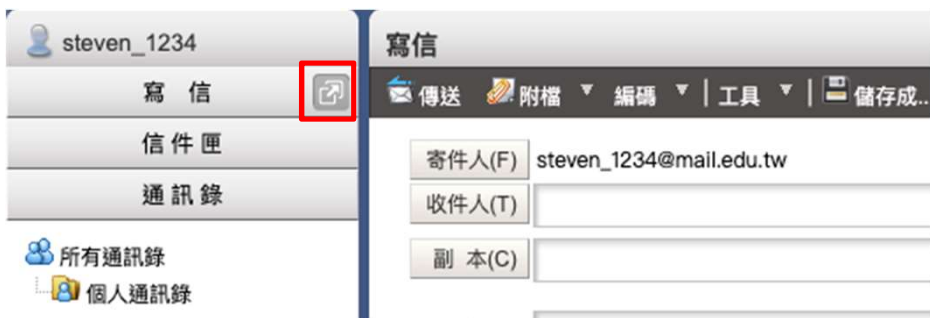 steven_1234
寫 信
信件匣
通訊錄
所有通訊錄
個人通訊錄
寫信
傳送 附檔 ▼ 編碼 ▼ | 工具 ▼ | 儲存成...
寄件人(F) steven_1234@mail.edu.tw
收件人(T)
副 本(C)